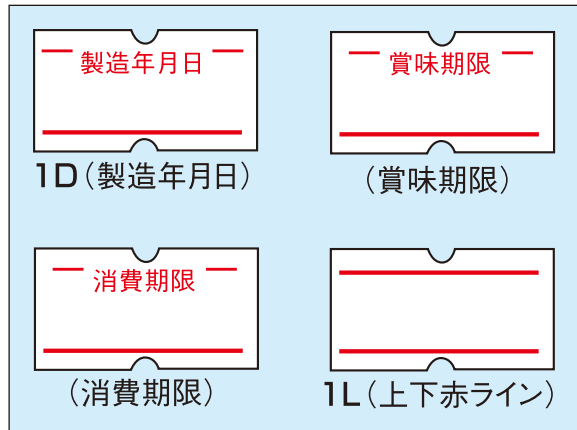 製造年月日
賞味期限
1D(製造年月日)
(賞味期限)
消費期限
(消費期限)
1L(上下赤ライン)